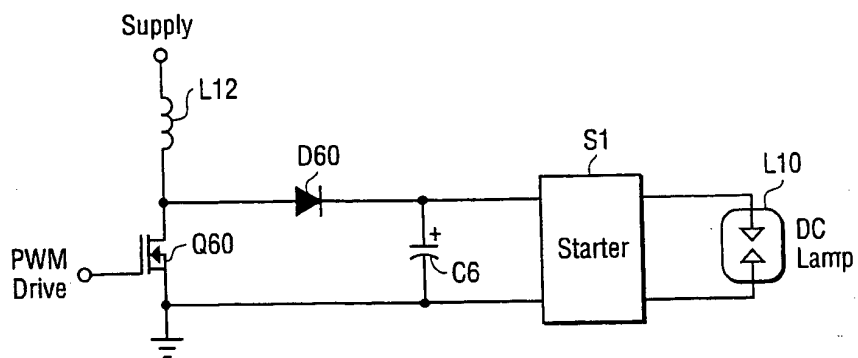 Supply
L12
D60
S1
L10
Q60
+
C6
Starter
DC
Lamp
PWM
Drive